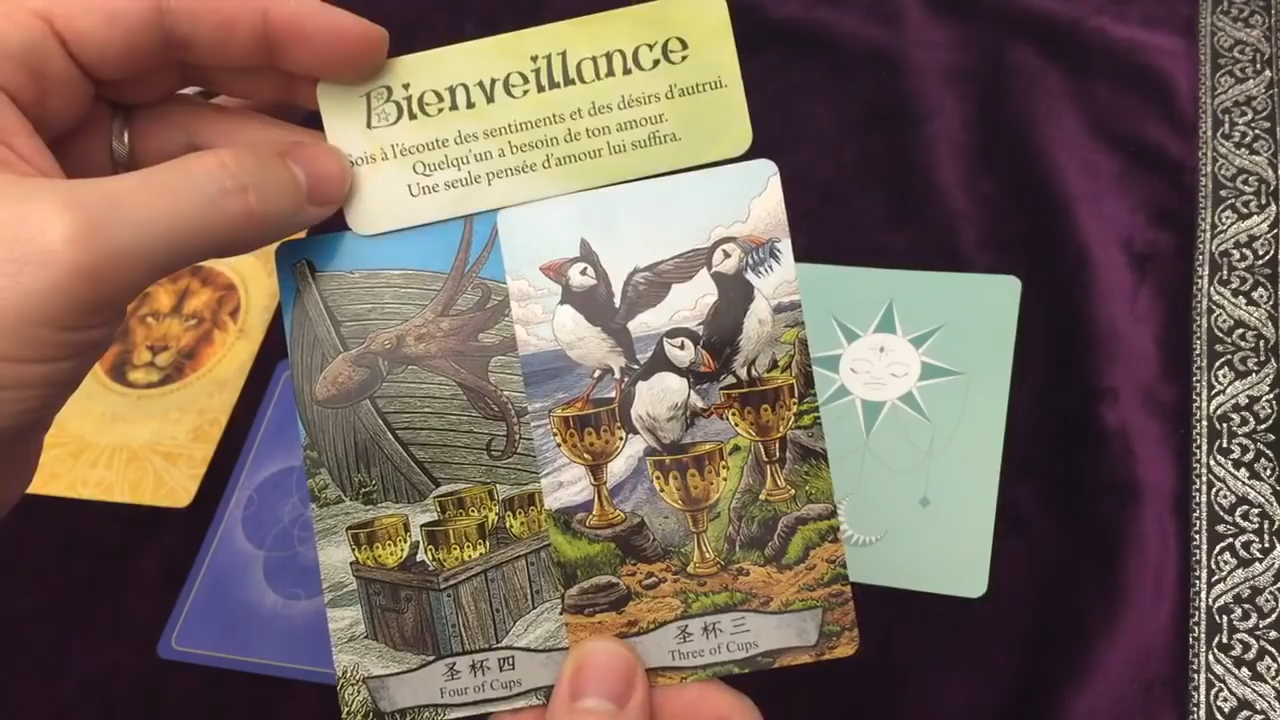 Bienveillance
Sois à l'écoute des sentiments et des désirs d'autrui.
Quelqu'un a besoin de ton amour.
Une seule pensée d'amour lui suffira.
圣杯三
Three of Cups
圣杯四
Four of Cups